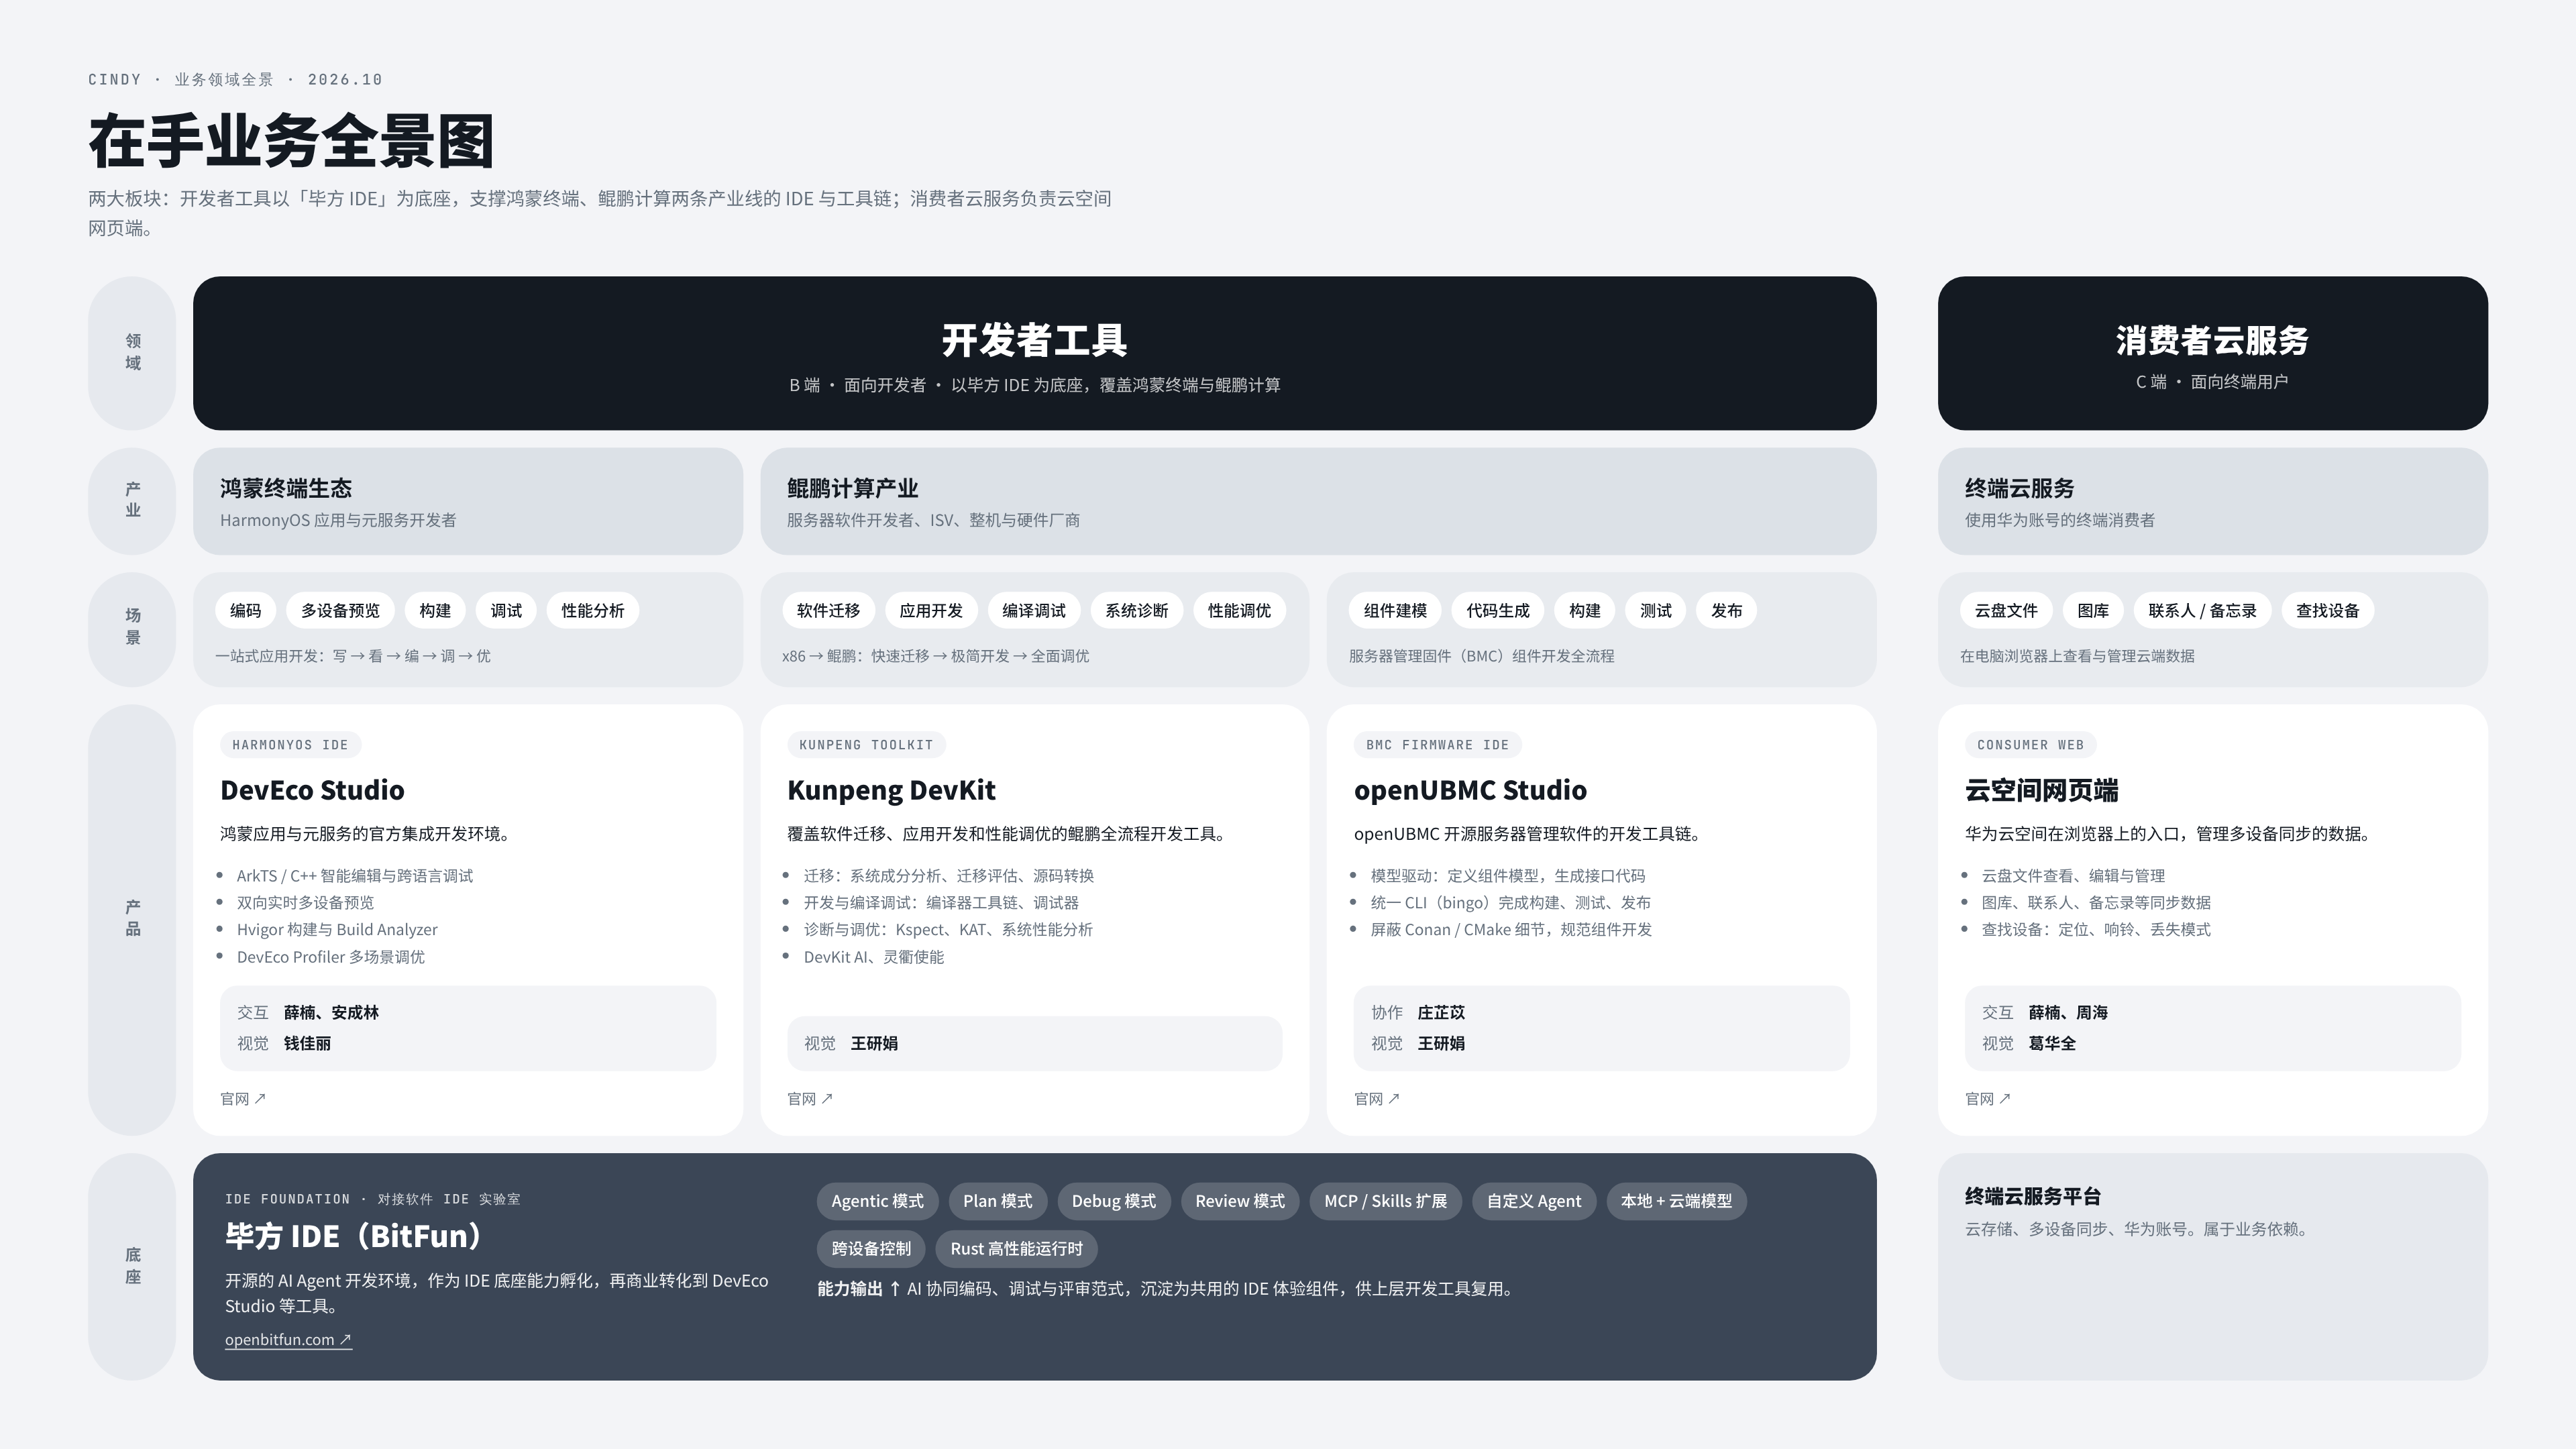 CINDY · 业务领域全景 · 2026.10
在手业务全景图
两大板块：开发者工具以「毕方 IDE」为底座，支撑鸿蒙终端、鲲鹏计算两条产业线的 IDE 与工具链；消费者云服务负责云空间
网页端。
领域
开发者工具
B 端 · 面向开发者 · 以毕方 IDE 为底座，覆盖鸿蒙终端与鲲鹏计算
消费者云服务
C 端 · 面向终端用户
产业
鸿蒙终端生态
HarmonyOS 应用与元服务开发者
鲲鹏计算产业
服务器软件开发者、ISV、整机与硬件厂商
终端云服务
使用华为账号的终端消费者
场景
编码 多设备预览 构建 调试 性能分析
一站式应用开发：写 → 看 → 编 → 调 → 优
软件迁移 应用开发 编译调试 系统诊断 性能调优
x86 → 鲲鹏：快速迁移 → 极简开发 → 全面调优
组件建模 代码生成 构建 测试 发布
服务器管理固件（BMC）组件开发全流程
云盘文件 图库 联系人 / 备忘录 查找设备
在电脑浏览器上查看与管理云端数据
产品
HARMONYOS IDE
DevEco Studio
鸿蒙应用与元服务的官方集成开发环境。
• ArkTS / C++ 智能编辑与跨语言调试
• 双向实时多设备预览
• Hvigor 构建与 Build Analyzer
• DevEco Profiler 多场景调优
交互 薛楠、安成林
视觉 钱佳丽
官网 ↗
KUNPENG TOOLKIT
Kunpeng DevKit
覆盖软件迁移、应用开发和性能调优的鲲鹏全流程开发工具。
• 迁移：系统成分分析、迁移评估、源码转换
• 开发与编译调试：编译器工具链、调试器
• 诊断与调优：Kspect、KAT、系统性能分析
• DevKit AI、灵衢使能
视觉 王研娟
官网 ↗
BMC FIRMWARE IDE
openUBMC Studio
openUBMC 开源服务器管理软件的开发工具链。
• 模型驱动：定义组件模型，生成接口代码
• 统一 CLI（bingo）完成构建、测试、发布
• 屏蔽 Conan / CMake 细节，规范组件开发
协作 庄芷苡
视觉 王研娟
官网 ↗
CONSUMER WEB
云空间网页端
华为云空间在浏览器上的入口，管理多设备同步的数据。
• 云盘文件查看、编辑与管理
• 图库、联系人、备忘录等同步数据
• 查找设备：定位、响铃、丢失模式
交互 薛楠、周海
视觉 葛华全
官网 ↗
底座
IDE FOUNDATION · 对接软件 IDE 实验室
毕方 IDE（BitFun）
开源的 AI Agent 开发环境，作为 IDE 底座能力孵化，再商业转化到 DevEco
Studio 等工具。
openbitfun.com ↗
Agentic 模式 Plan 模式 Debug 模式 Review 模式 MCP / Skills 扩展 自定义 Agent 本地 + 云端模型
跨设备控制 Rust 高性能运行时
能力输出 ↑ AI 协同编码、调试与评审范式，沉淀为共用的 IDE 体验组件，供上层开发工具复用。
终端云服务平台
云存储、多设备同步、华为账号。属于业务依赖。